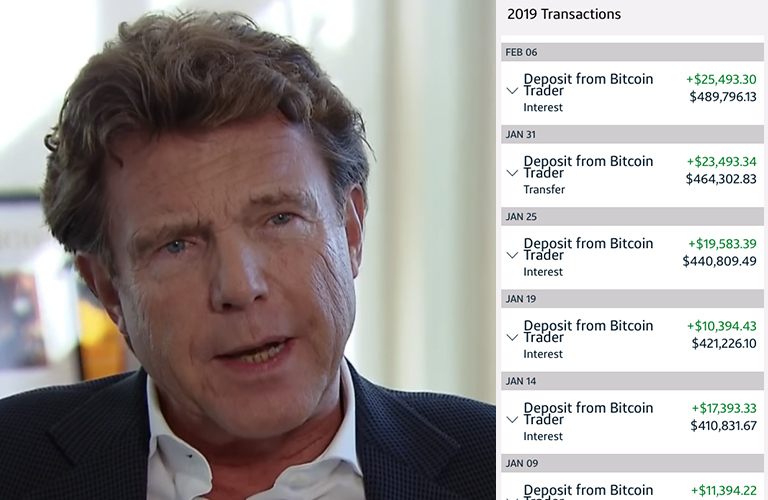 2019 Transactions
FEB 06
Deposit from Bitcoin +$25,493.30
Trader $489,796.13
Interest
JAN 31
Deposit from Bitcoin +$23,493.34
Trader $464,302.83
Transfer
JAN 25
Deposit from Bitcoin +$19,583.39
Trader $440,809.49
Interest
JAN 19
Deposit from Bitcoin +$10,394.43
Trader $421,226.10
Interest
JAN 14
Deposit from Bitcoin +$17,393.33
Trader $410,831.67
Interest
JAN 09
Deposit from Bitcoin +$11,394.22